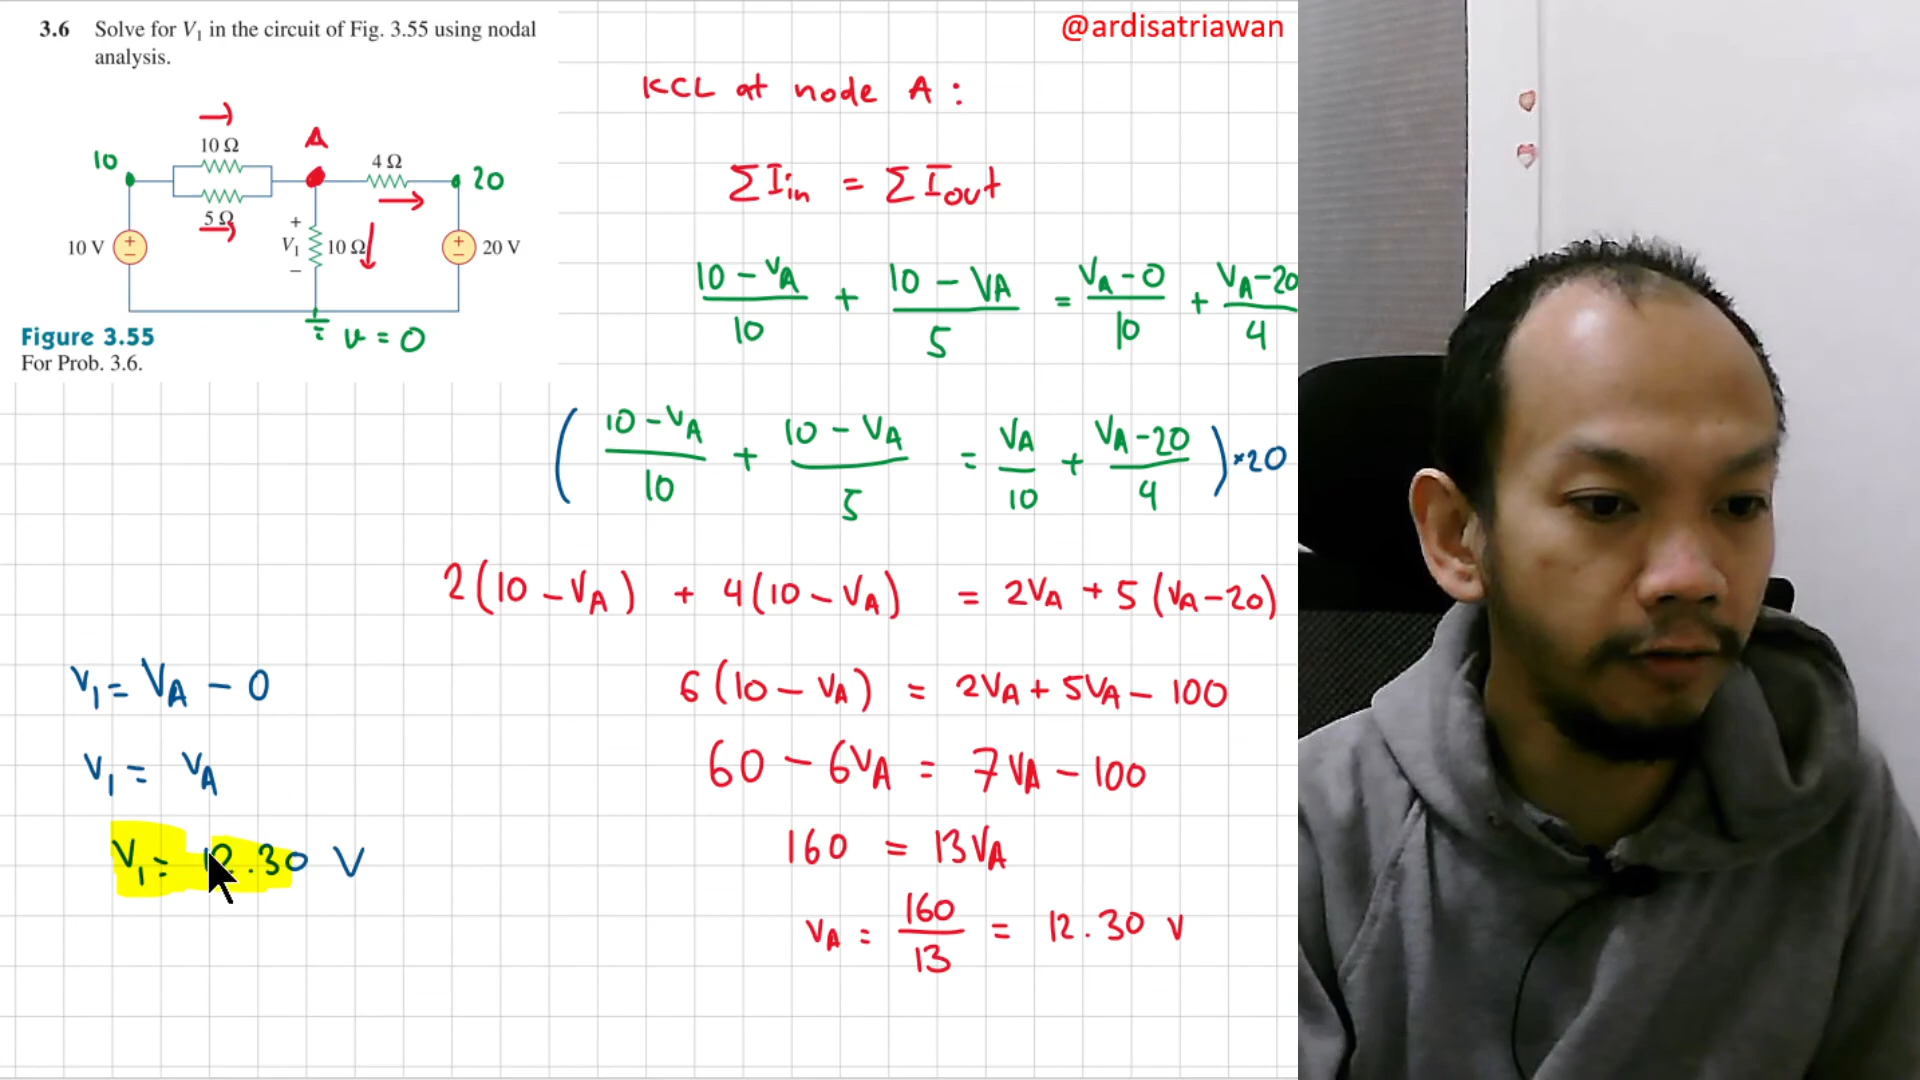 @ardisatriawan
3.6 Solve for V1 in the circuit of Fig. 3.55 using nodal
analysis.
10 Ω
A
10
4 Ω
20
5 Ω
+
V1
−
10 Ω
10 V
+
−
+
−
20 V
v = 0
Figure 3.55
For Prob. 3.6.
KCL at node A :
ΣIin = ΣIout
(10 − VA)/10 + (10 − VA)/5 = (VA − 0)/10 + (VA − 20)/4
((10 − VA)/10 + (10 − VA)/5 = VA/10 + (VA − 20)/4) × 20
2(10 − VA) + 4(10 − VA) = 2VA + 5(VA − 20)
6(10 − VA) = 2VA + 5VA − 100
60 − 6VA = 7VA − 100
160 = 13VA
VA = 160/13 = 12.30 V
V1 = VA − 0
V1 = VA
V1 = 12.30 V